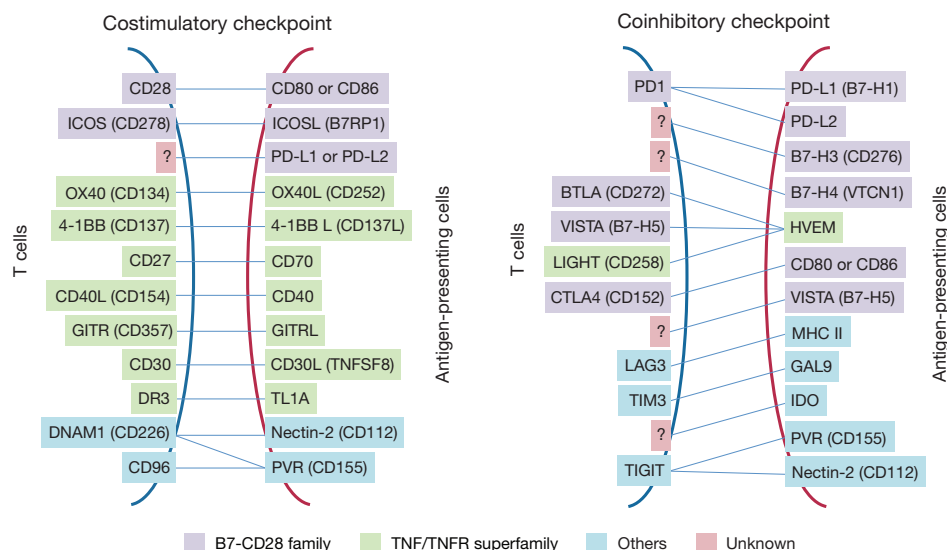 Costimulatory checkpoint
T cells
CD28
CD80 or CD86
ICOS (CD278)
ICOSL (B7RP1)
?
PD-L1 or PD-L2
OX40 (CD134)
OX40L (CD252)
4-1BB (CD137)
4-1BB L (CD137L)
CD27
CD70
CD40L (CD154)
CD40
GITR (CD357)
GITRL
CD30
CD30L (TNFSF8)
DR3
TL1A
DNAM1 (CD226)
Nectin-2 (CD112)
CD96
PVR (CD155)
Antigen-presenting cells
Coinhibitory checkpoint
T cells
PD1
PD-L1 (B7-H1)
PD-L2
?
B7-H3 (CD276)
?
B7-H4 (VTCN1)
BTLA (CD272)
VISTA (B7-H5)
HVEM
LIGHT (CD258)
CD80 or CD86
CTLA4 (CD152)
VISTA (B7-H5)
?
MHC II
LAG3
GAL9
TIM3
IDO
?
PVR (CD155)
TIGIT
Nectin-2 (CD112)
Antigen-presenting cells
B7-CD28 family
TNF/TNFR superfamily
Others
Unknown